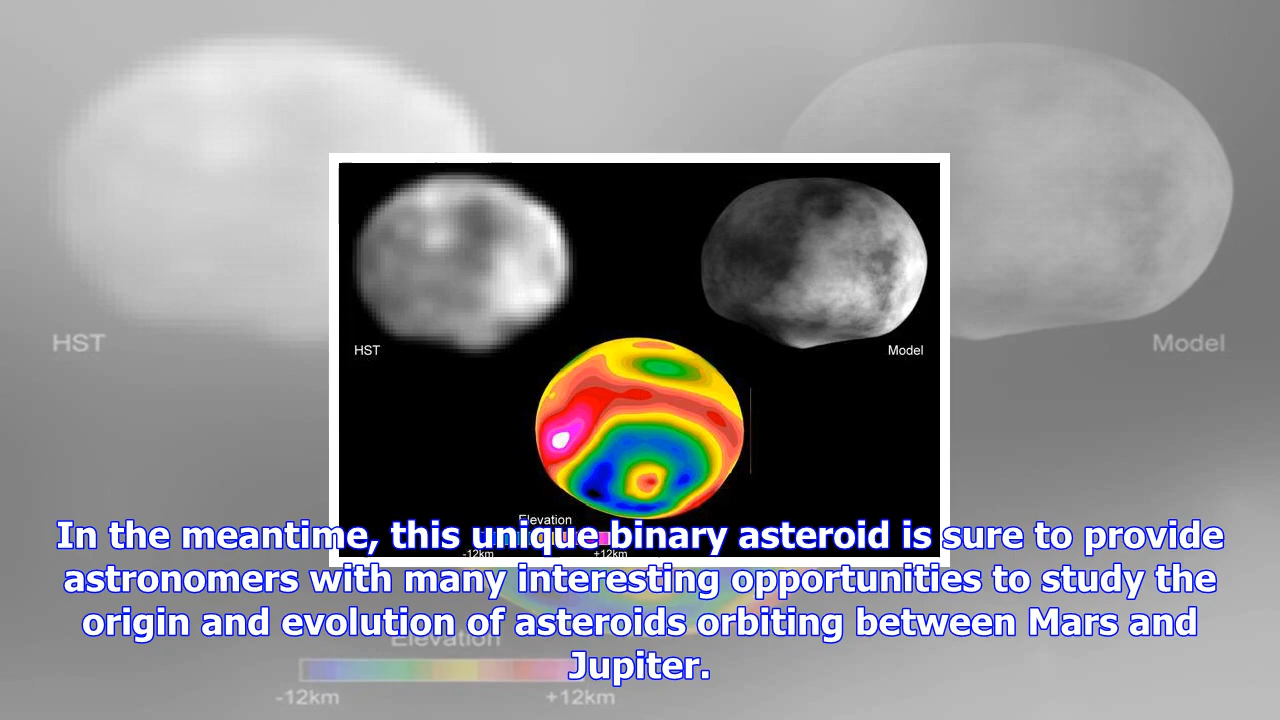 HST
Model
HST
Model
Elevation
-12km
+12km
In the meantime, this unique binary asteroid is sure to provide
astronomers with many interesting opportunities to study the
origin and evolution of asteroids orbiting between Mars and
Jupiter.
Elevation
-12km
+12km